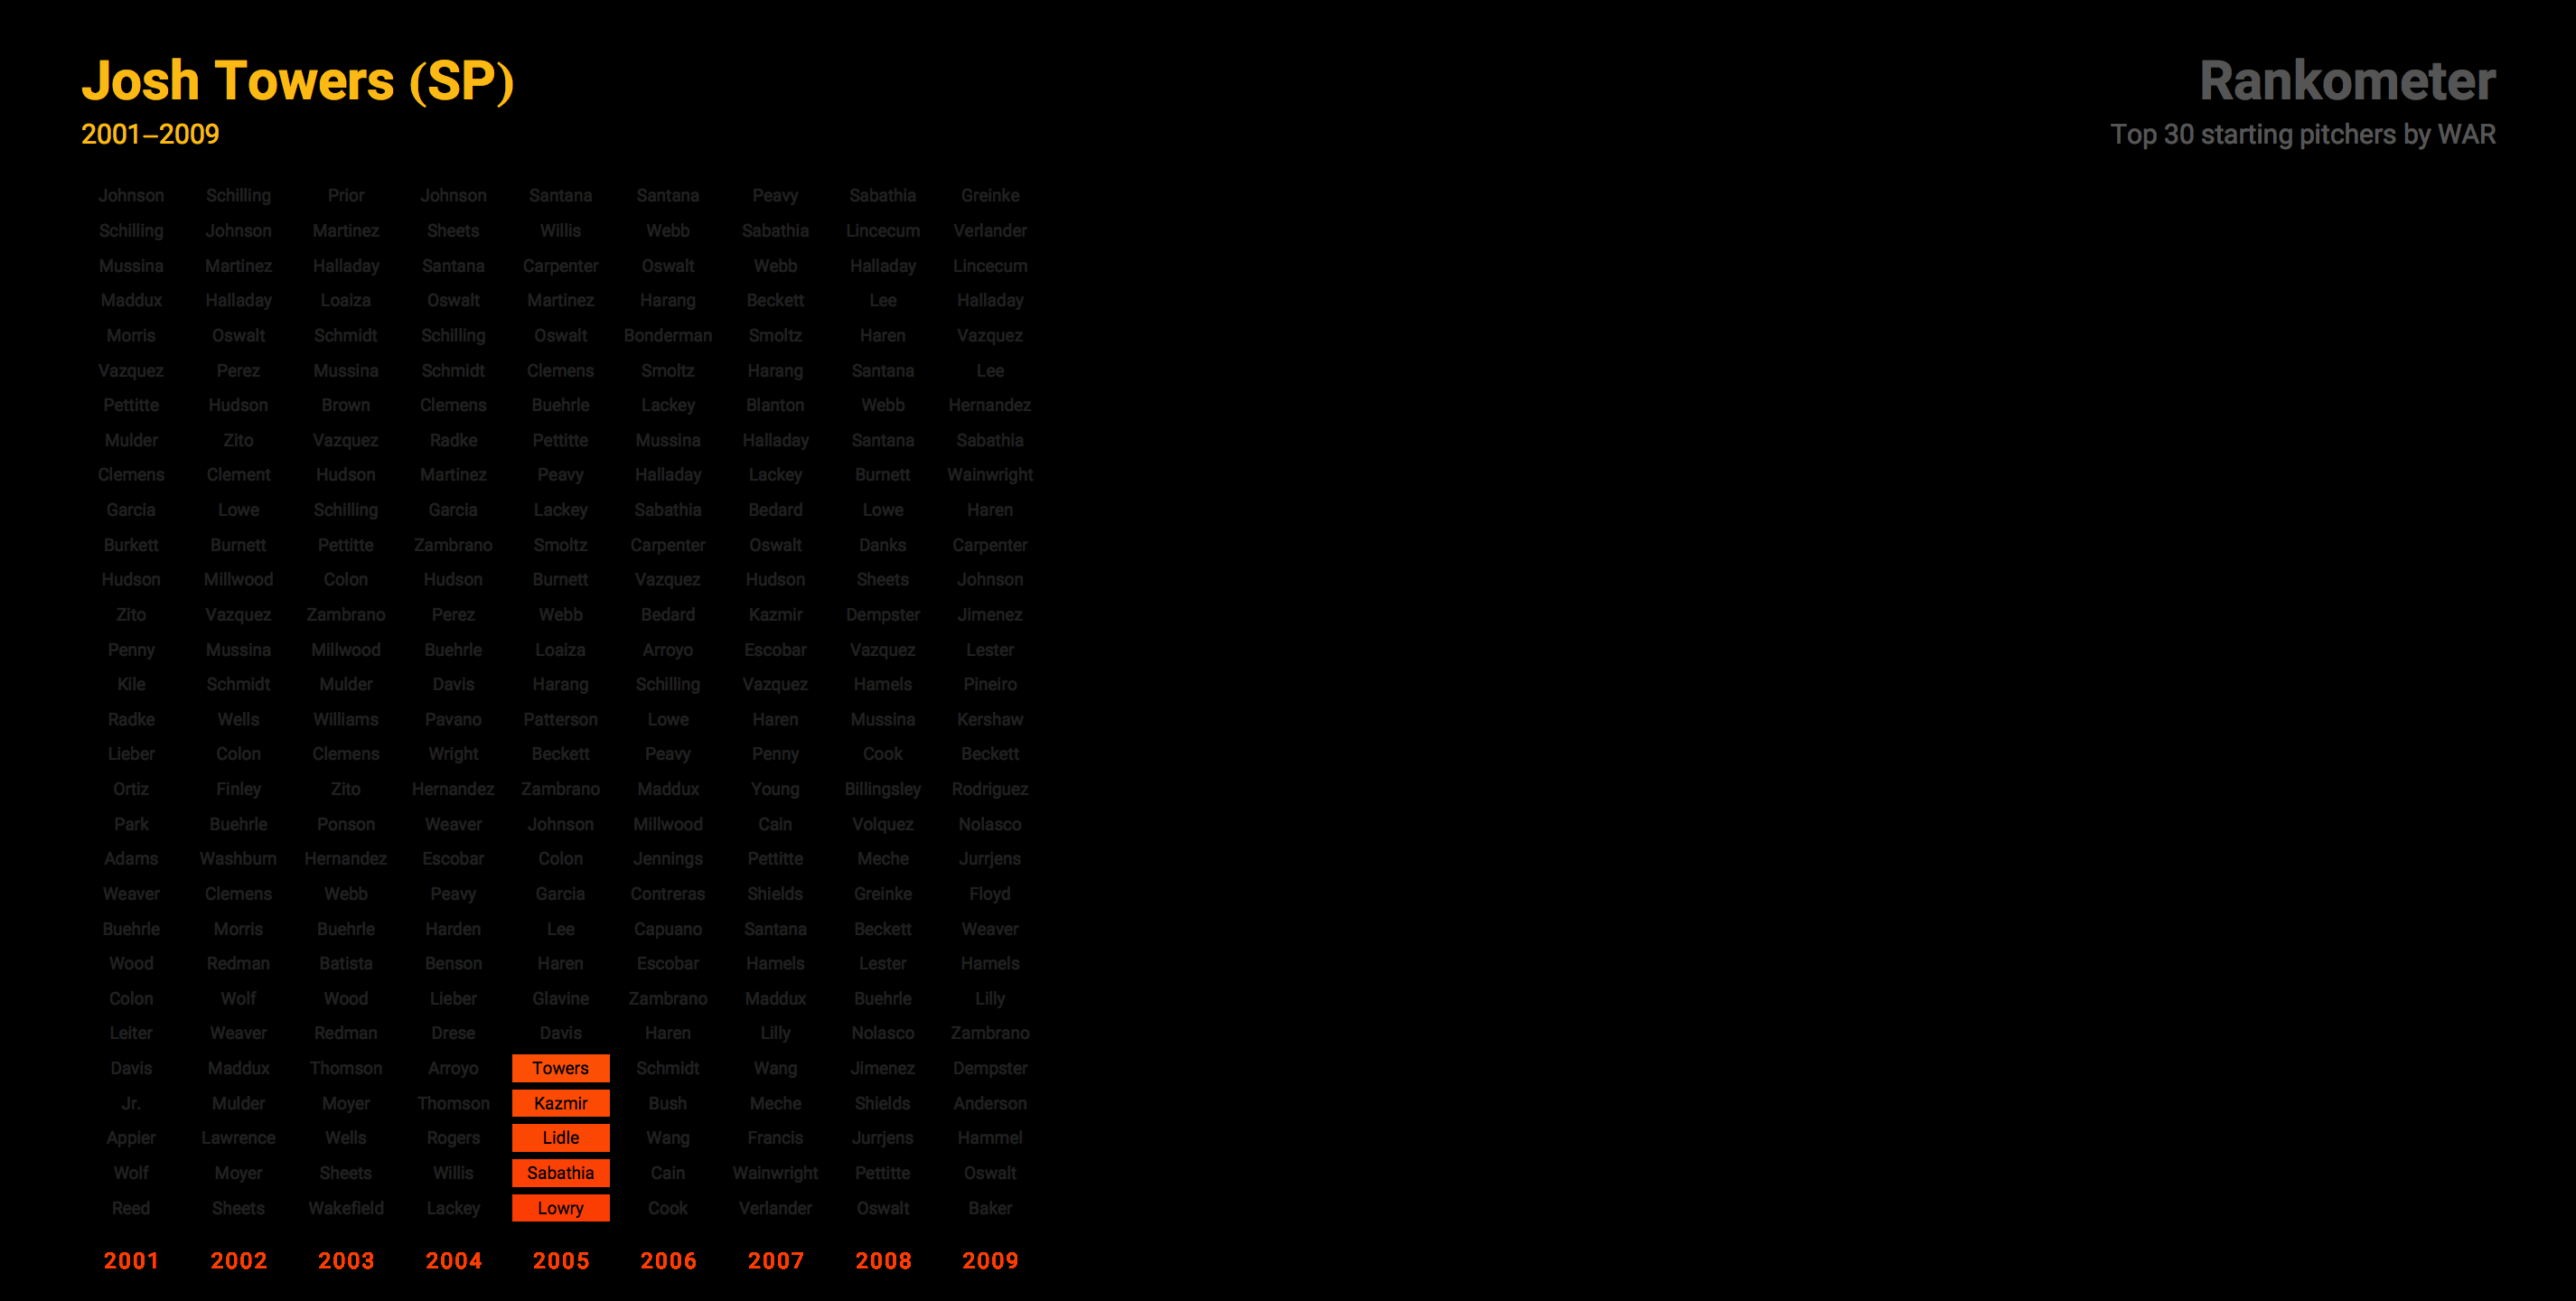 Josh Towers (SP)
2001–2009
Rankometer
Top 30 starting pitchers by WAR
Johnson Schilling Prior Johnson Santana Santana Peavy Sabathia Greinke
Schilling Johnson Martinez Sheets Willis Webb Sabathia Lincecum Verlander
Mussina Martinez Halladay Santana Carpenter Oswalt Webb Halladay Lincecum
Maddux Halladay Loaiza Oswalt Martinez Harang Beckett Lee Halladay
Morris Oswalt Schmidt Schilling Oswalt Bonderman Smoltz Haren Vazquez
Vazquez Perez Mussina Schmidt Clemens Smoltz Harang Santana Lee
Pettitte Hudson Brown Clemens Buehrle Lackey Blanton Webb Hernandez
Mulder Zito Vazquez Radke Pettitte Mussina Halladay Santana Sabathia
Clemens Clement Hudson Martinez Peavy Halladay Lackey Burnett Wainwright
Garcia Lowe Schilling Garcia Lackey Sabathia Bedard Lowe Haren
Burkett Burnett Pettitte Zambrano Smoltz Carpenter Oswalt Danks Carpenter
Hudson Millwood Colon Hudson Burnett Vazquez Hudson Sheets Johnson
Zito Vazquez Zambrano Perez Webb Bedard Kazmir Dempster Jimenez
Penny Mussina Millwood Buehrle Loaiza Arroyo Escobar Vazquez Lester
Kile Schmidt Mulder Davis Harang Schilling Vazquez Hamels Pineiro
Radke Wells Williams Pavano Patterson Lowe Haren Mussina Kershaw
Lieber Colon Clemens Wright Beckett Peavy Penny Cook Beckett
Ortiz Finley Zito Hernandez Zambrano Maddux Young Billingsley Rodriguez
Park Buehrle Ponson Weaver Johnson Millwood Cain Volquez Nolasco
Adams Washburn Hernandez Escobar Colon Jennings Pettitte Meche Jurrjens
Weaver Clemens Webb Peavy Garcia Contreras Shields Greinke Floyd
Buehrle Morris Buehrle Harden Lee Capuano Santana Beckett Weaver
Wood Redman Batista Benson Haren Escobar Hamels Lester Hamels
Colon Wolf Wood Lieber Glavine Zambrano Maddux Buehrle Lilly
Leiter Weaver Redman Drese Davis Haren Lilly Nolasco Zambrano
Davis Maddux Thomson Arroyo Towers Schmidt Wang Jimenez Dempster
Jr. Mulder Moyer Thomson Kazmir Bush Meche Shields Anderson
Appier Lawrence Wells Rogers Lidle Wang Francis Jurrjens Hammel
Wolf Moyer Sheets Willis Sabathia Cain Wainwright Pettitte Oswalt
Reed Sheets Wakefield Lackey Lowry Cook Verlander Oswalt Baker
2001 2002 2003 2004 2005 2006 2007 2008 2009